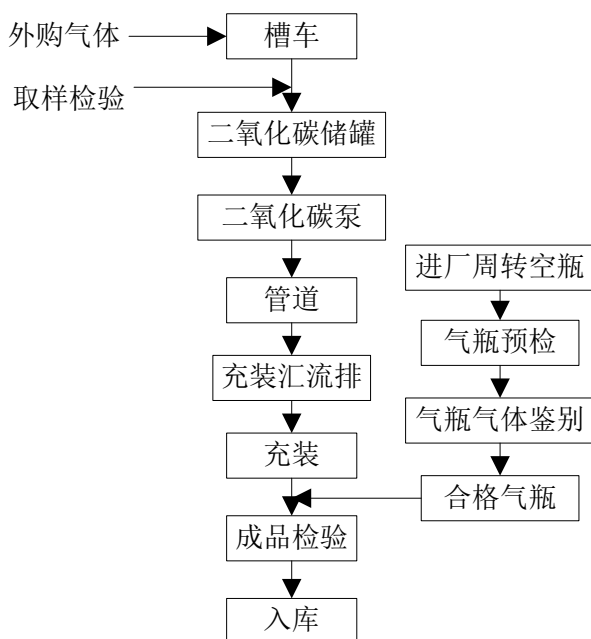 外购气体
槽车
取样检验
二氧化碳储罐
二氧化碳泵
进厂周转空瓶
管道
气瓶预检
充装汇流排
气瓶气体鉴别
充装
合格气瓶
成品检验
入库